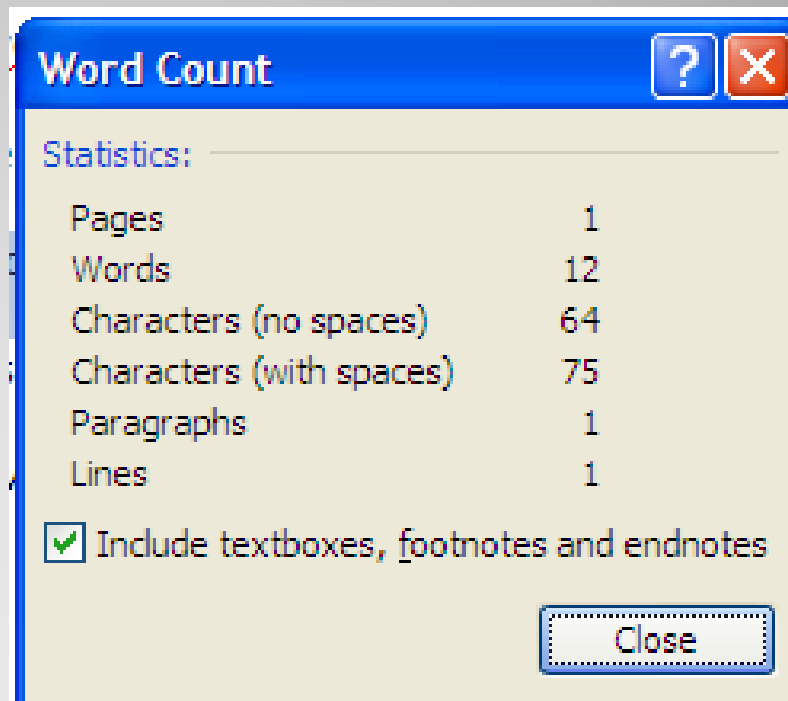 Word Count
Statistics:
Pages 1
Words 12
Characters (no spaces) 64
Characters (with spaces) 75
Paragraphs 1
Lines 1
Include textboxes, footnotes and endnotes
Close